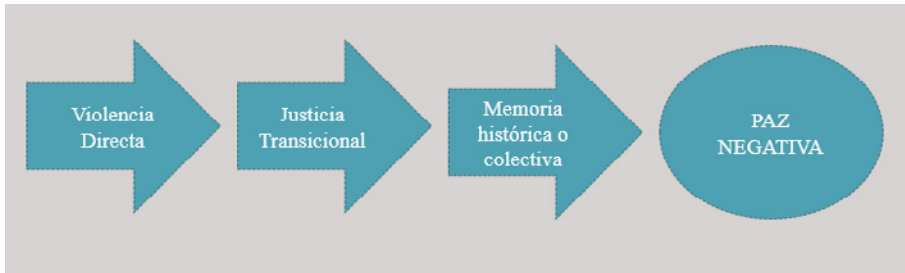 Violencia
Directa
Justicia
Transicional
Memoria
histórica o
colectiva
PAZ
NEGATIVA